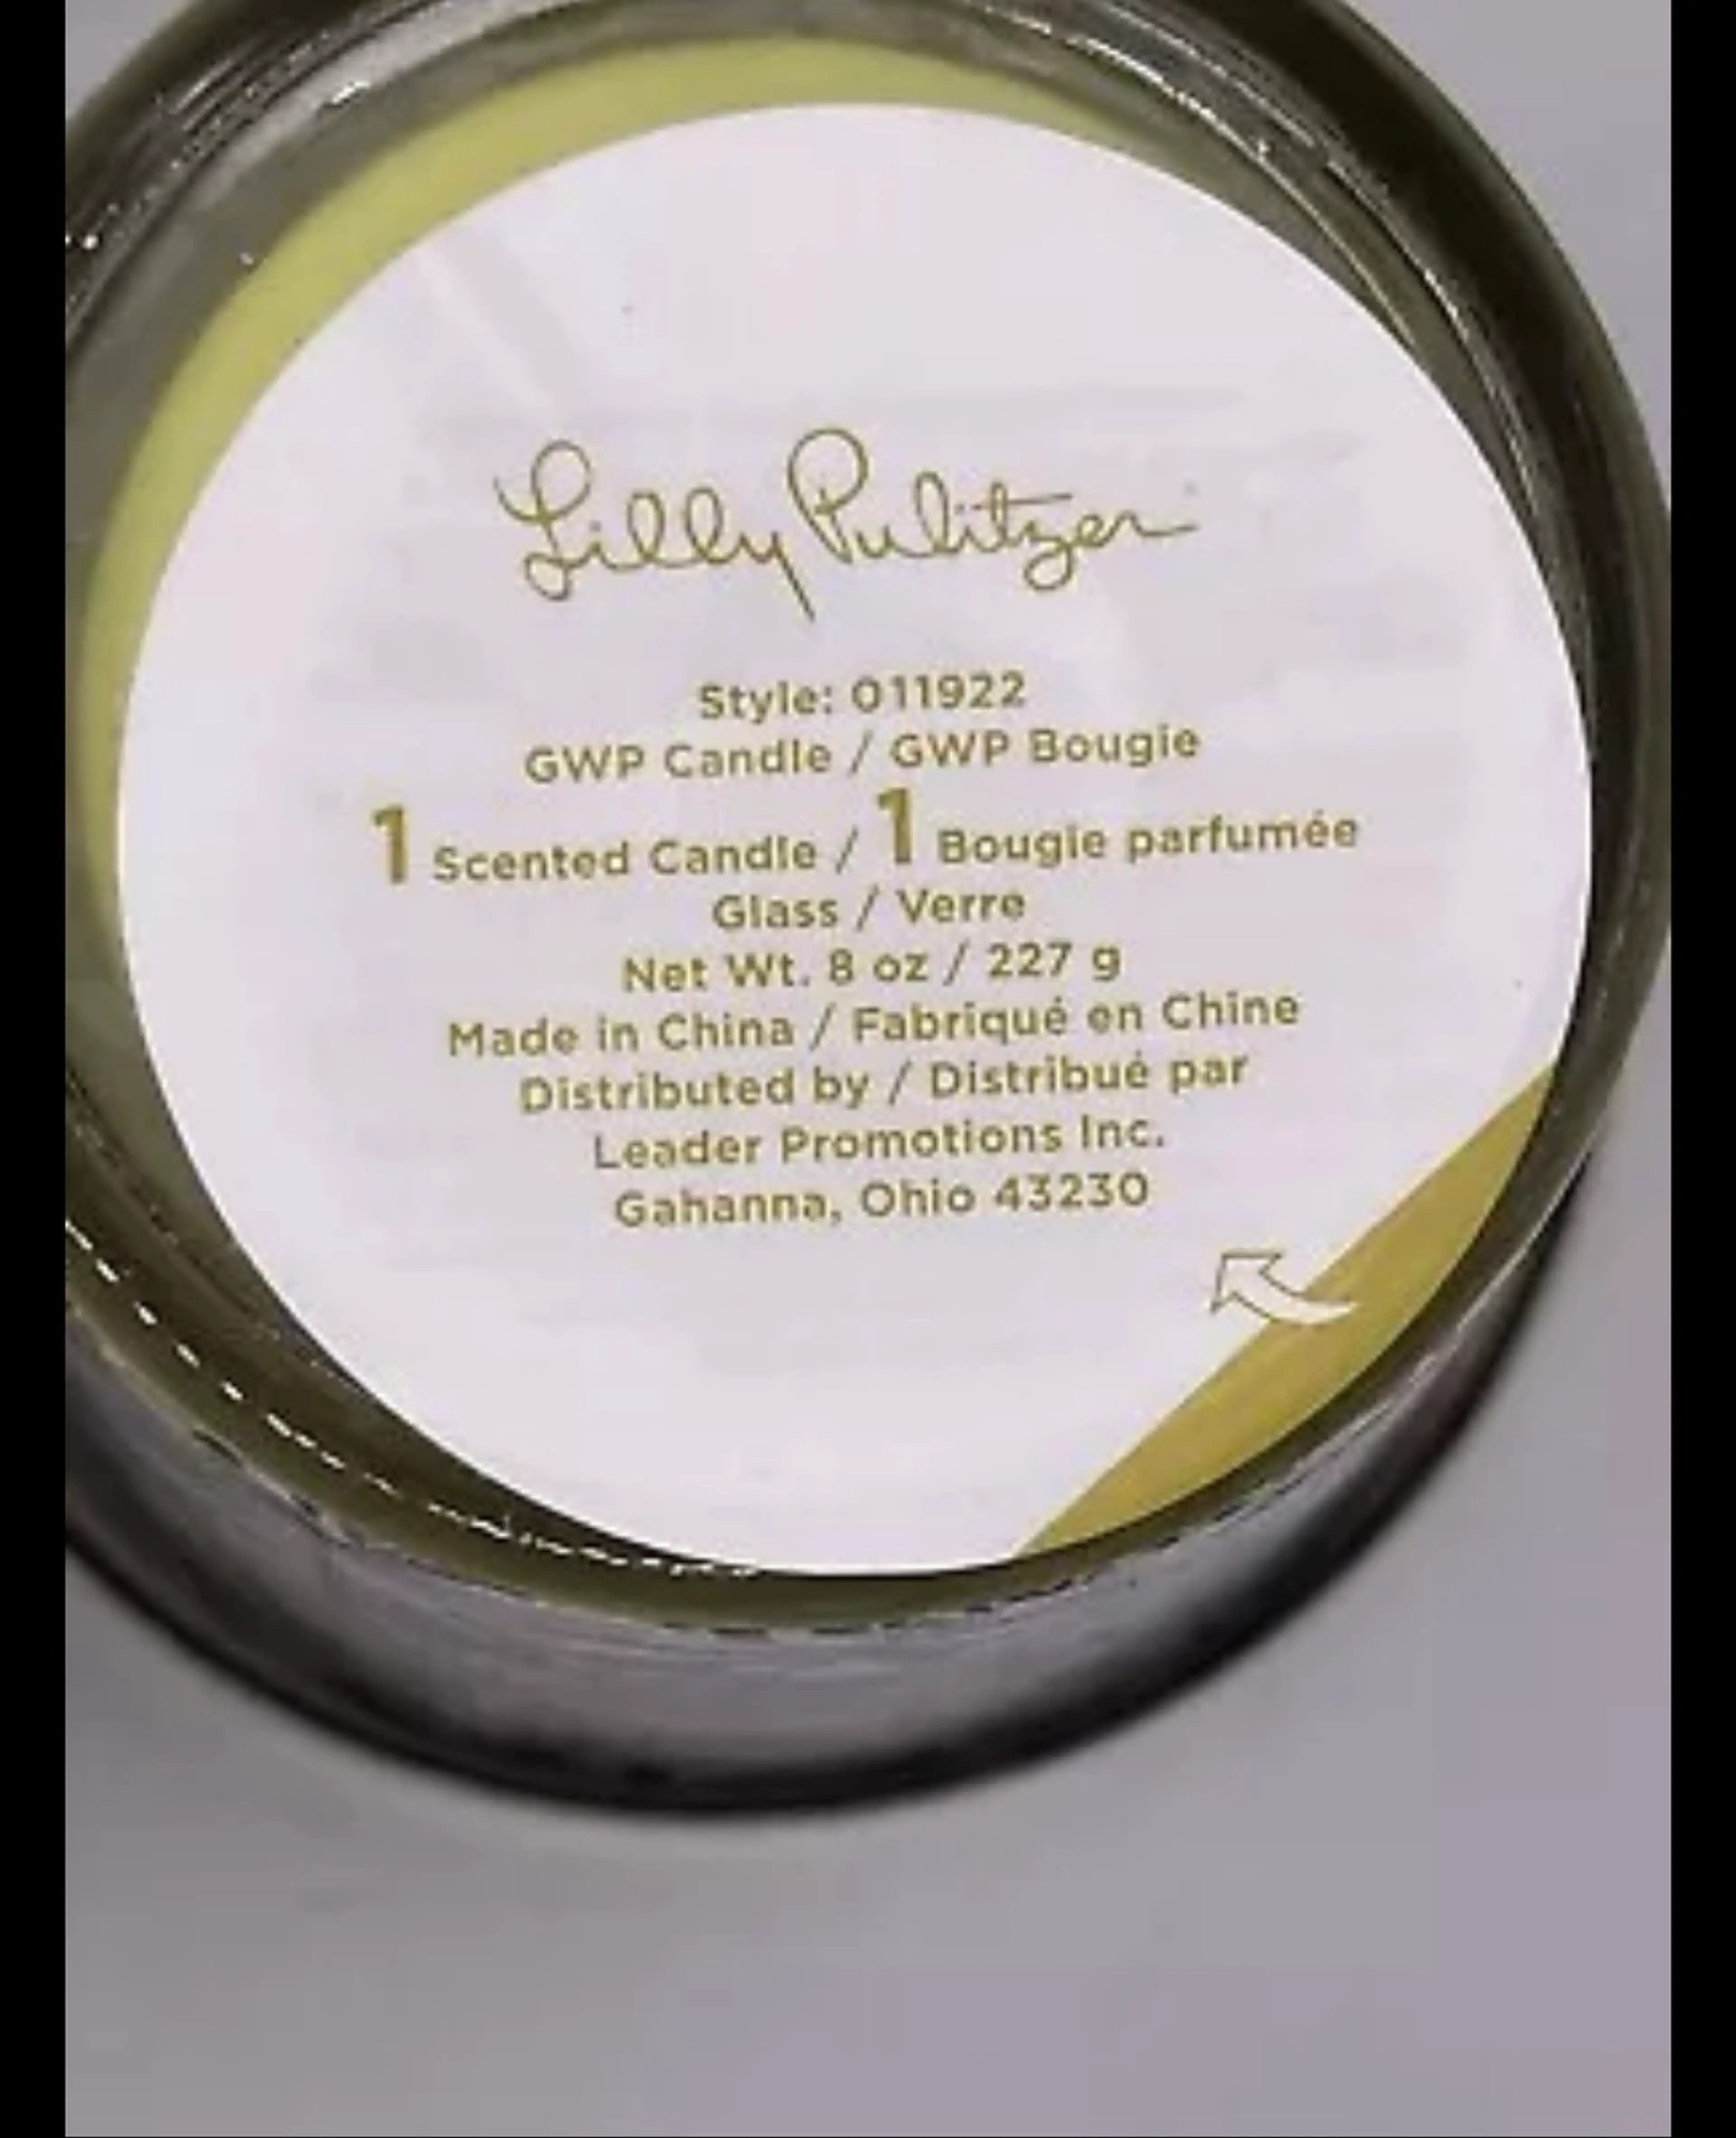 Lilly Pulitzer
Style: 011922
GWP Candle / GWP Bougie
1 Scented Candle / 1 Bougie parfumée
Glass / Verre
Net Wt. 8 oz / 227 g
Made in China / Fabriqué en Chine
Distributed by / Distribué par
Leader Promotions Inc.
Gahanna, Ohio 43230